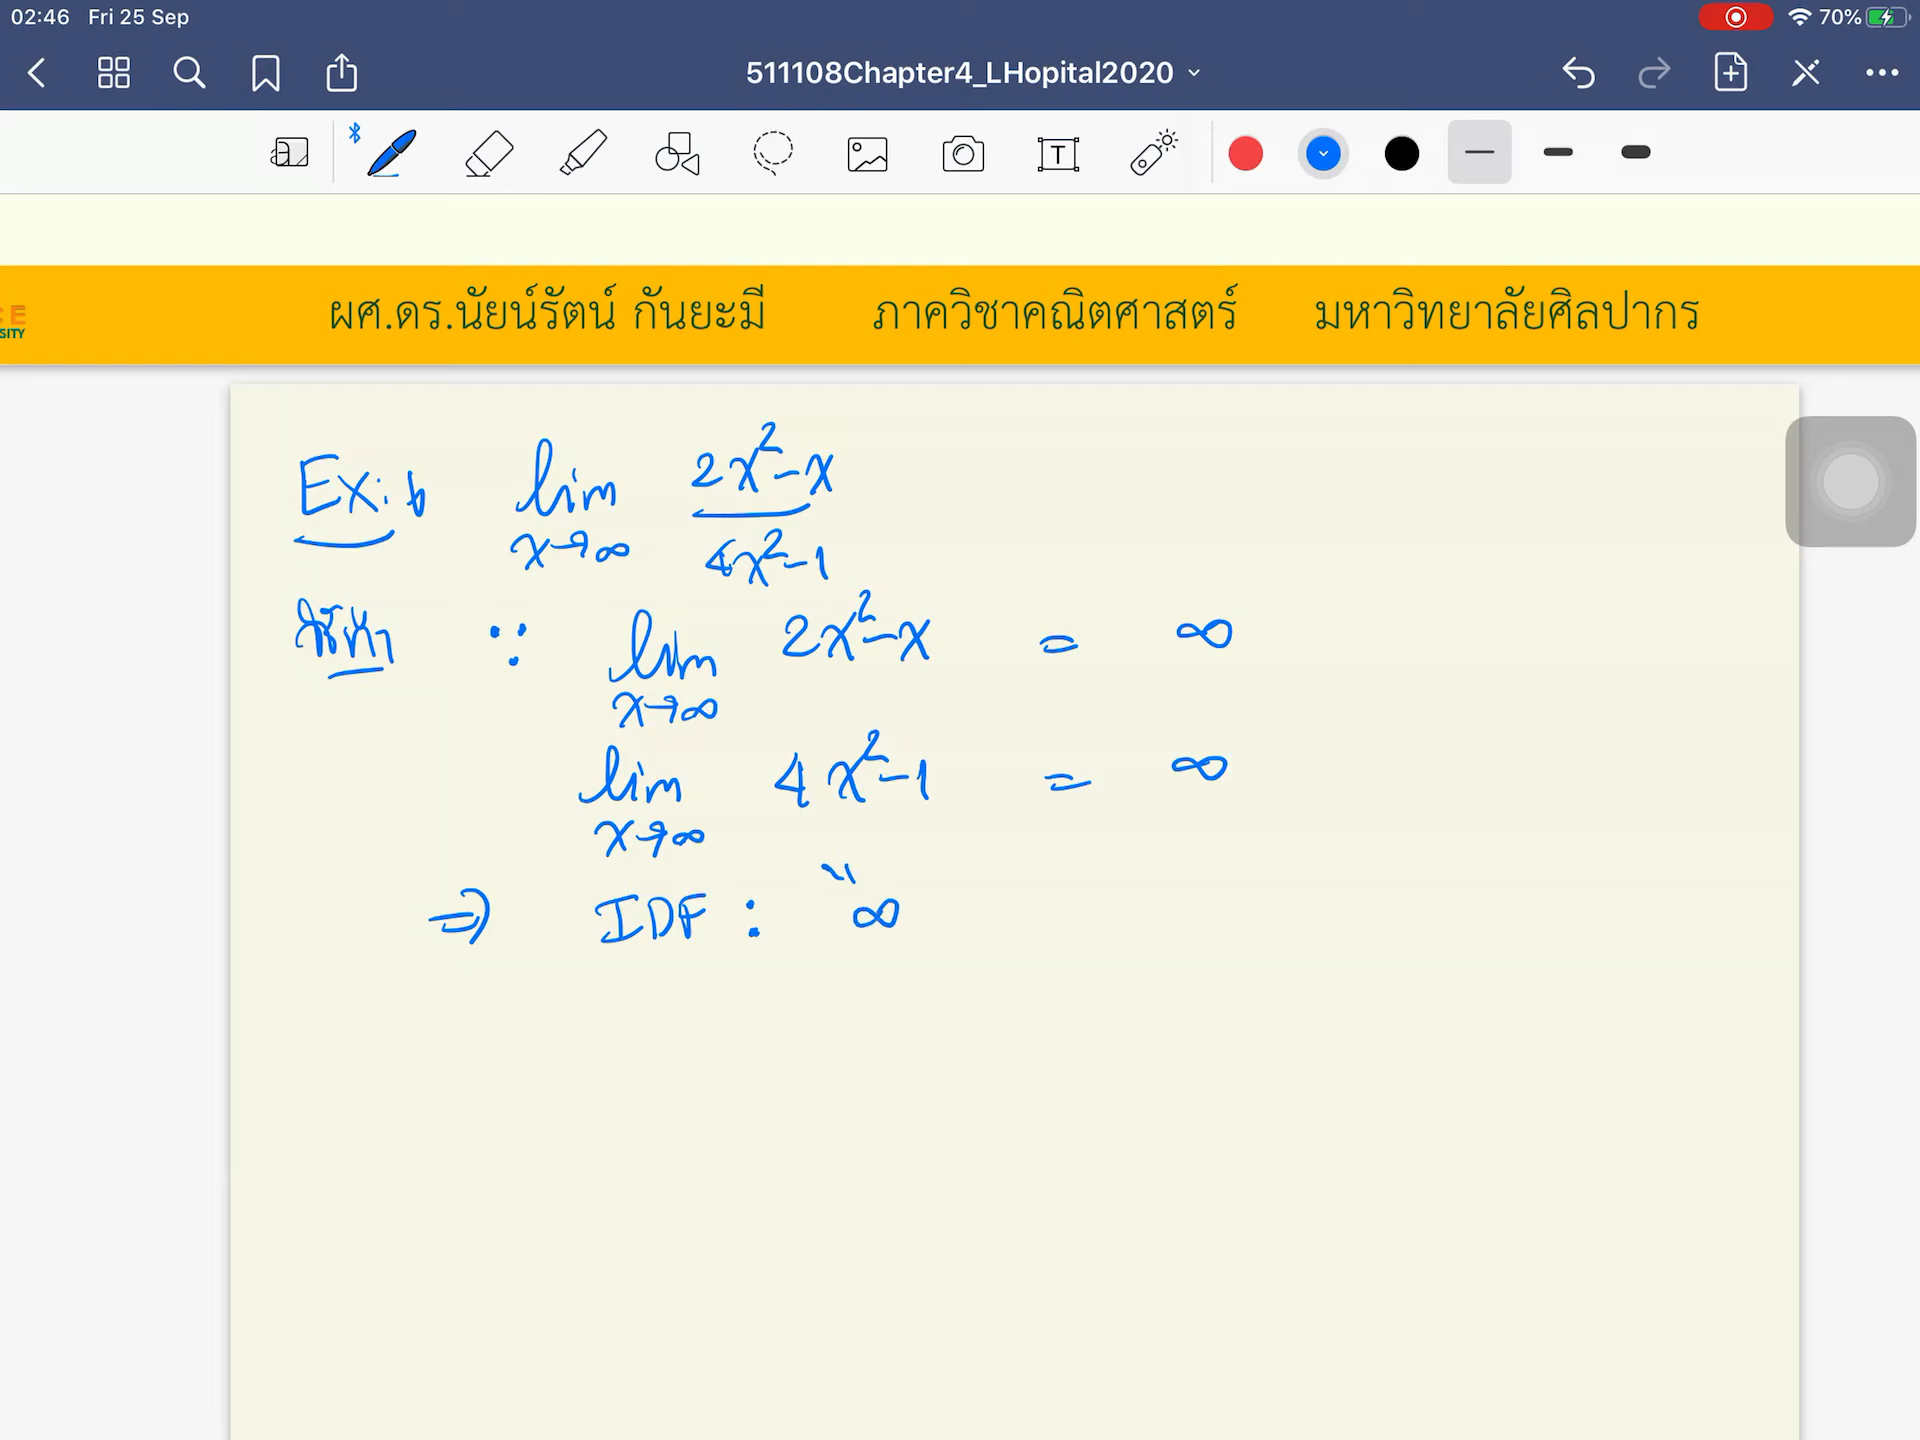 02:46 Fri 25 Sep 70%
511108Chapter4_LHopital2020
a T
CE
SITY
ผศ.ดร.นัยน์รัตน์ กันยะมี ภาควิชาคณิตศาสตร์ มหาวิทยาลัยศิลปากร
Ex: 6 lim x→∞ (2x²-x)/(4x²-1)
วิธีทำ ∵ lim x→∞ 2x²-x = ∞
lim x→∞ 4x²-1 = ∞
⇒ IDF : "∞